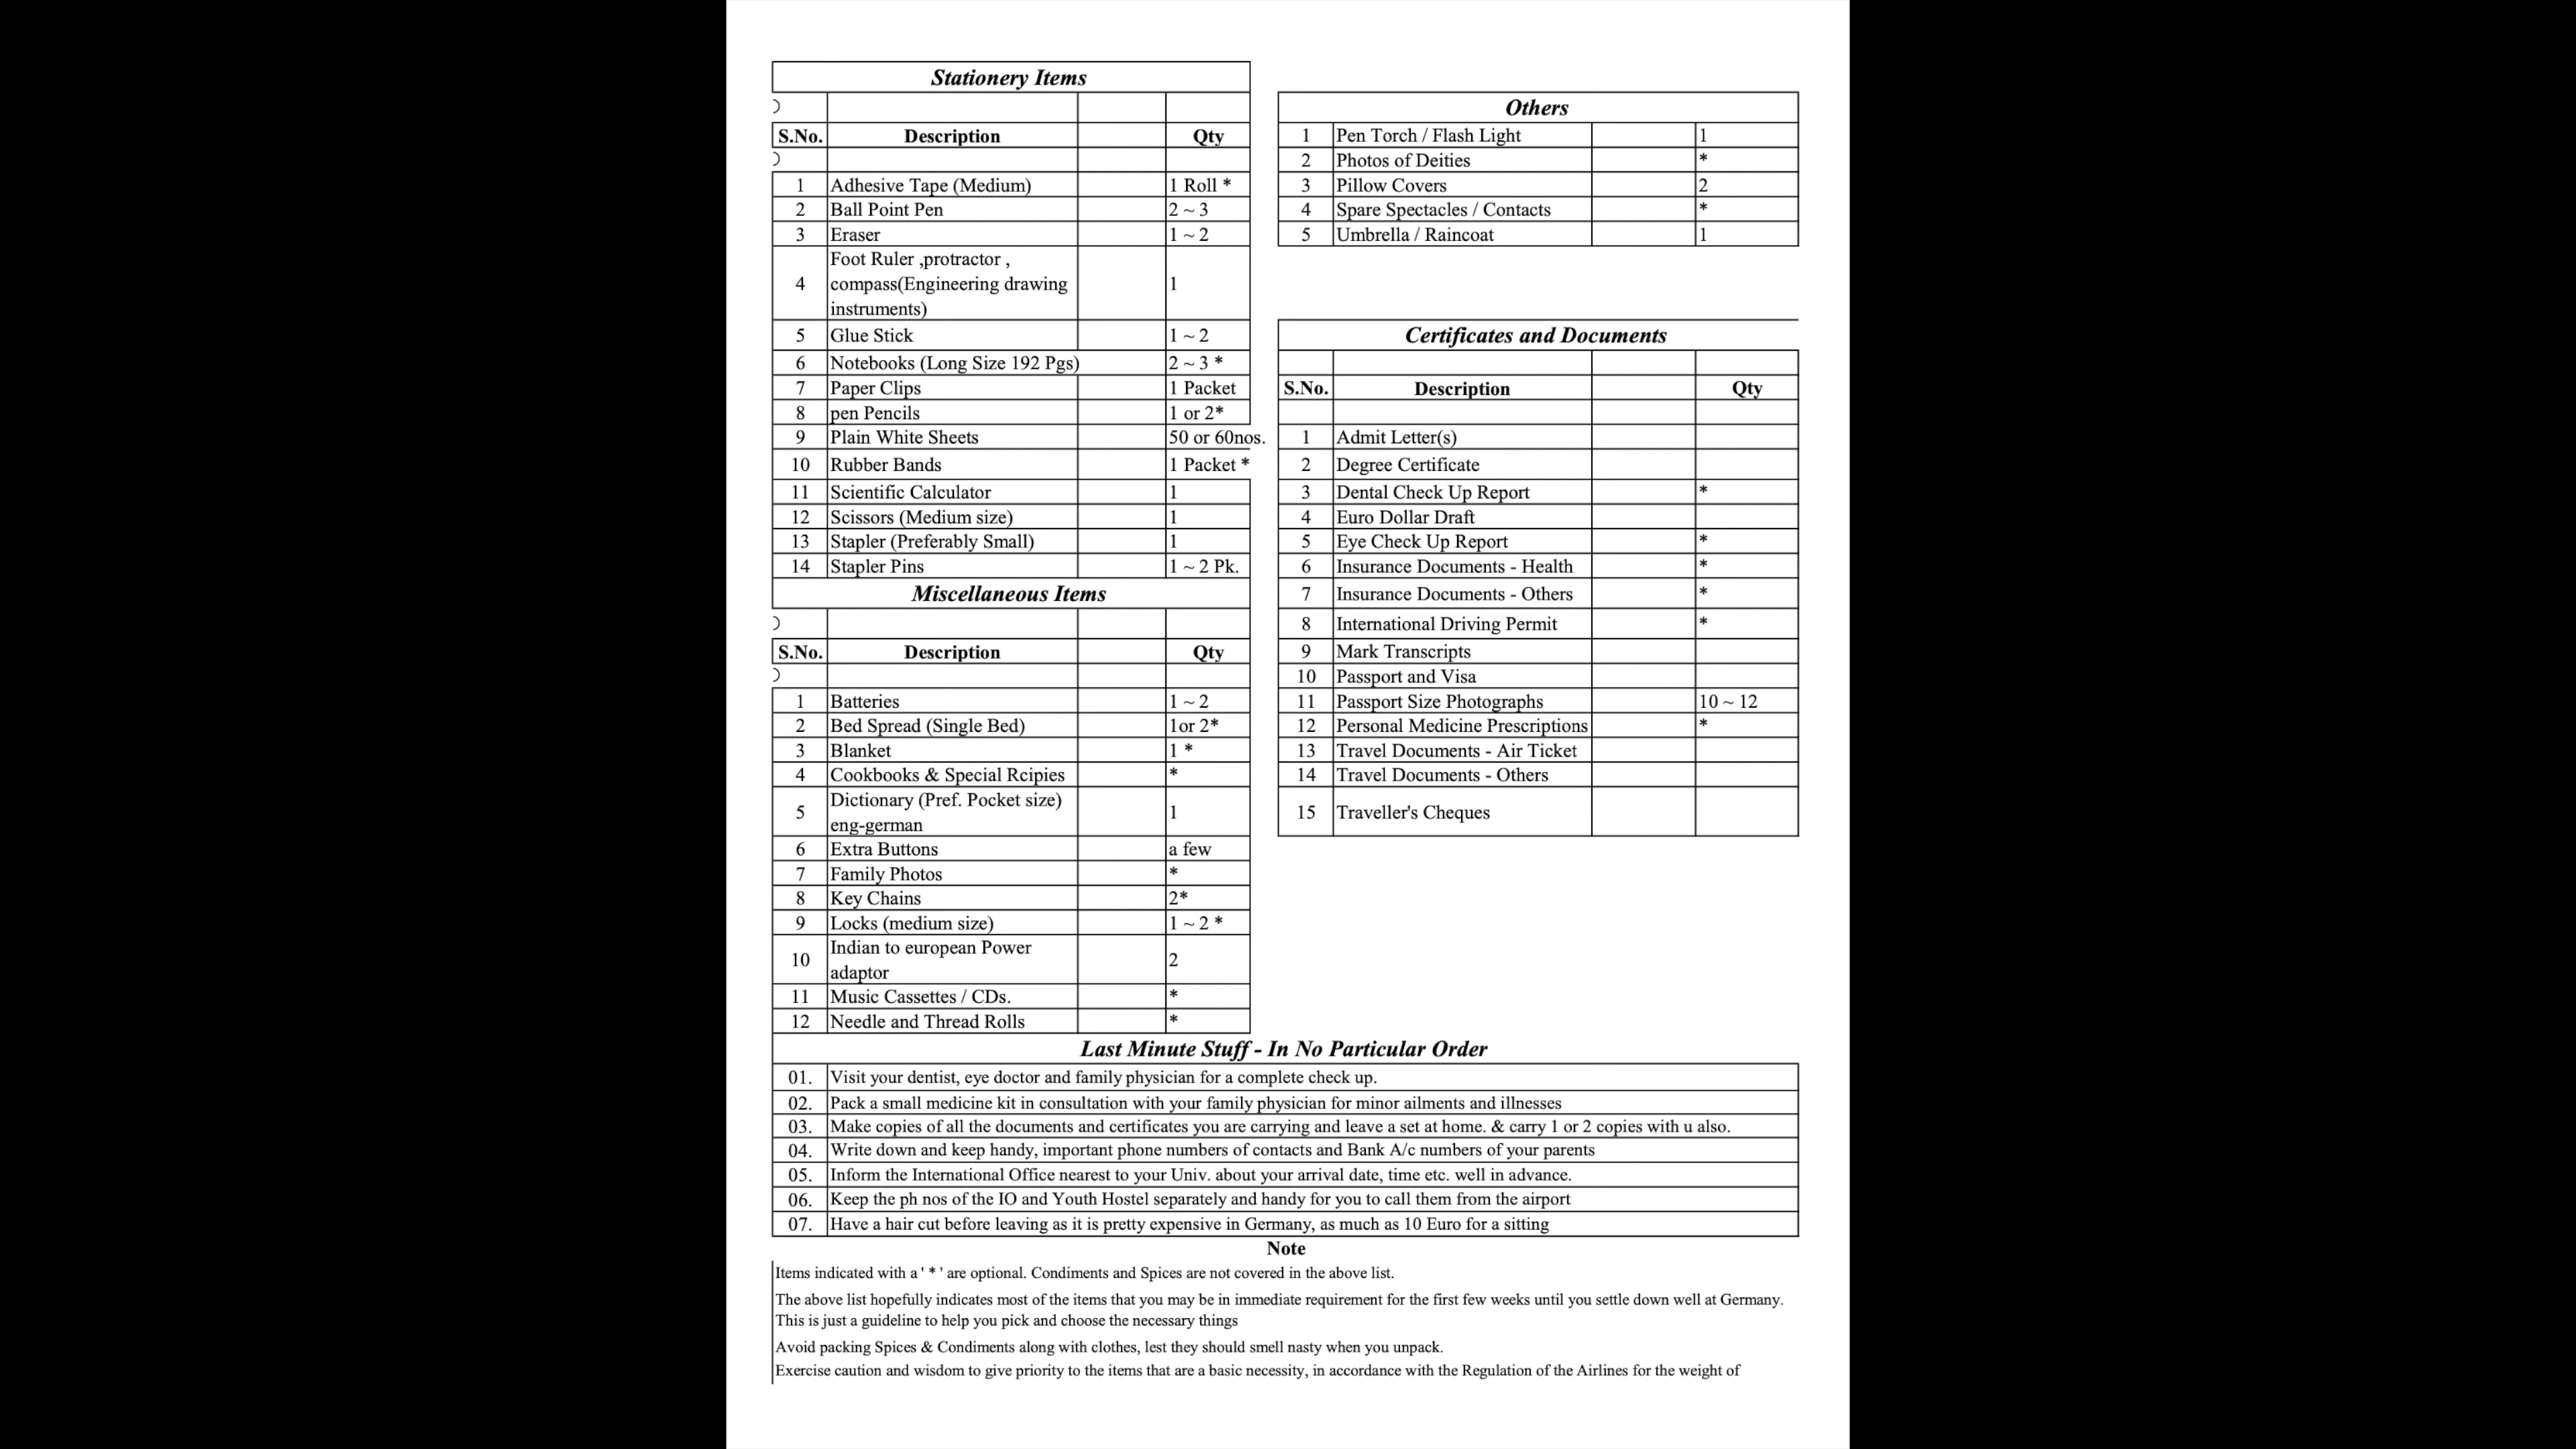 Stationery Items
S.No. Description Qty
1 Adhesive Tape (Medium) 1 Roll *
2 Ball Point Pen 2 ~ 3
3 Eraser 1 ~ 2
4 Foot Ruler ,protractor ,
compass(Engineering drawing
instruments) 1
5 Glue Stick 1 ~ 2
6 Notebooks (Long Size 192 Pgs) 2 ~ 3 *
7 Paper Clips 1 Packet
8 pen Pencils 1 or 2*
9 Plain White Sheets 50 or 60nos.
10 Rubber Bands 1 Packet *
11 Scientific Calculator 1
12 Scissors (Medium size) 1
13 Stapler (Preferably Small) 1
14 Stapler Pins 1 ~ 2 Pk.
Miscellaneous Items
S.No. Description Qty
1 Batteries 1 ~ 2
2 Bed Spread (Single Bed) 1or 2*
3 Blanket 1 *
4 Cookbooks & Special Rcipies *
5 Dictionary (Pref. Pocket size)
eng-german 1
6 Extra Buttons a few
7 Family Photos *
8 Key Chains 2*
9 Locks (medium size) 1 ~ 2 *
10 Indian to european Power
adaptor 2
11 Music Cassettes / CDs. *
12 Needle and Thread Rolls *
Others
1 Pen Torch / Flash Light 1
2 Photos of Deities *
3 Pillow Covers 2
4 Spare Spectacles / Contacts *
5 Umbrella / Raincoat 1
Certificates and Documents
S.No. Description Qty
1 Admit Letter(s)
2 Degree Certificate
3 Dental Check Up Report *
4 Euro Dollar Draft
5 Eye Check Up Report *
6 Insurance Documents - Health *
7 Insurance Documents - Others *
8 International Driving Permit *
9 Mark Transcripts
10 Passport and Visa
11 Passport Size Photographs 10 ~ 12
12 Personal Medicine Prescriptions *
13 Travel Documents - Air Ticket
14 Travel Documents - Others
15 Traveller's Cheques
Last Minute Stuff - In No Particular Order
01. Visit your dentist, eye doctor and family physician for a complete check up.
02. Pack a small medicine kit in consultation with your family physician for minor ailments and illnesses
03. Make copies of all the documents and certificates you are carrying and leave a set at home. & carry 1 or 2 copies with u also.
04. Write down and keep handy, important phone numbers of contacts and Bank A/c numbers of your parents
05. Inform the International Office nearest to your Univ. about your arrival date, time etc. well in advance.
06. Keep the ph nos of the IO and Youth Hostel separately and handy for you to call them from the airport
07. Have a hair cut before leaving as it is pretty expensive in Germany, as much as 10 Euro for a sitting
Note
Items indicated with a ' * ' are optional. Condiments and Spices are not covered in the above list.
The above list hopefully indicates most of the items that you may be in immediate requirement for the first few weeks until you settle down well at Germany.
This is just a guideline to help you pick and choose the necessary things
Avoid packing Spices & Condiments along with clothes, lest they should smell nasty when you unpack.
Exercise caution and wisdom to give priority to the items that are a basic necessity, in accordance with the Regulation of the Airlines for the weight of